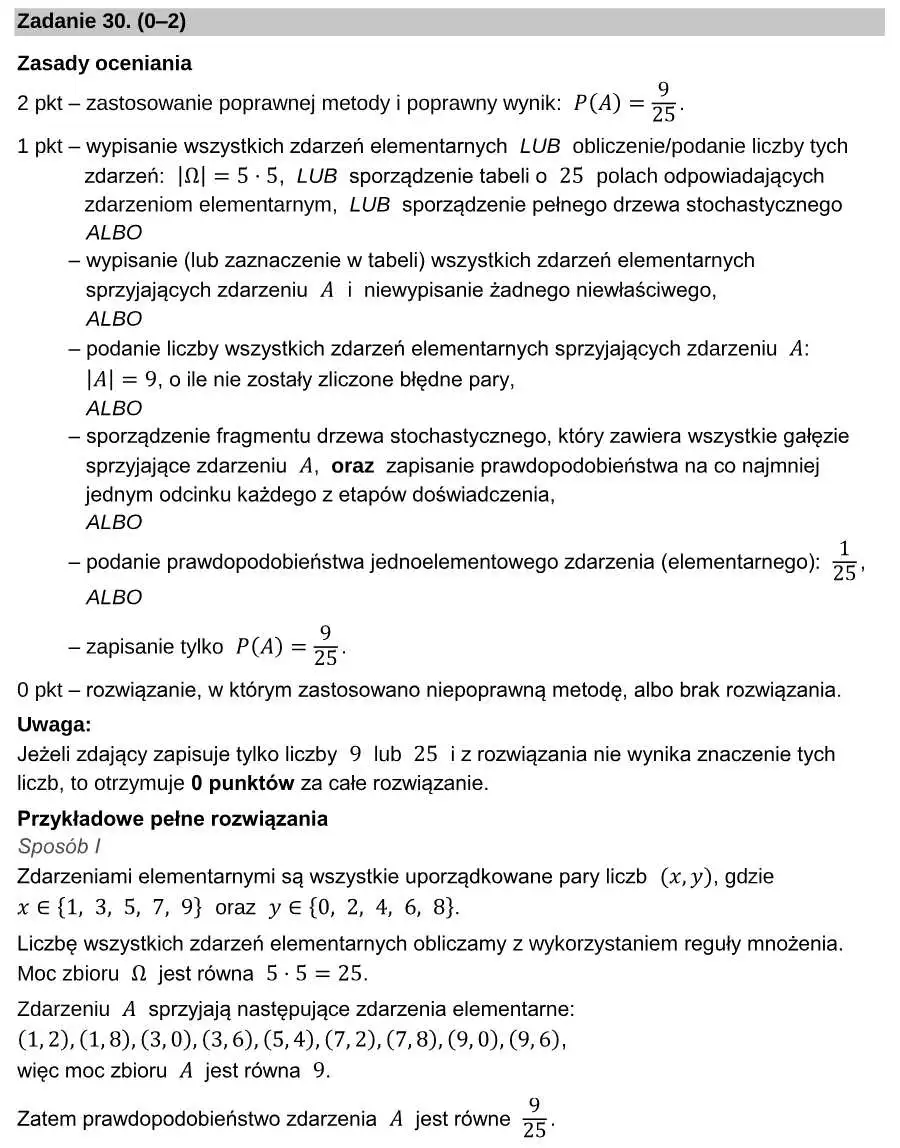 Zadanie 30. (0–2)
Zasady oceniania
2 pkt – zastosowanie poprawnej metody i poprawny wynik: P(A) = 9/25.
1 pkt – wypisanie wszystkich zdarzeń elementarnych LUB obliczenie/podanie liczby tych
zdarzeń: |Ω| = 5 · 5, LUB sporządzenie tabeli o 25 polach odpowiadających
zdarzeniom elementarnym, LUB sporządzenie pełnego drzewa stochastycznego
ALBO
– wypisanie (lub zaznaczenie w tabeli) wszystkich zdarzeń elementarnych
sprzyjających zdarzeniu A i niewypisanie żadnego niewłaściwego,
ALBO
– podanie liczby wszystkich zdarzeń elementarnych sprzyjających zdarzeniu A:
|A| = 9, o ile nie zostały zliczone błędne pary,
ALBO
– sporządzenie fragmentu drzewa stochastycznego, który zawiera wszystkie gałęzie
sprzyjające zdarzeniu A, oraz zapisanie prawdopodobieństwa na co najmniej
jednym odcinku każdego z etapów doświadczenia,
ALBO
– podanie prawdopodobieństwa jednoelementowego zdarzenia (elementarnego): 1/25,
ALBO
– zapisanie tylko P(A) = 9/25.
0 pkt – rozwiązanie, w którym zastosowano niepoprawną metodę, albo brak rozwiązania.
Uwaga:
Jeżeli zdający zapisuje tylko liczby 9 lub 25 i z rozwiązania nie wynika znaczenie tych
liczb, to otrzymuje 0 punktów za całe rozwiązanie.
Przykładowe pełne rozwiązania
Sposób I
Zdarzeniami elementarnymi są wszystkie uporządkowane pary liczb (x, y), gdzie
x ∈ {1, 3, 5, 7, 9} oraz y ∈ {0, 2, 4, 6, 8}.
Liczbę wszystkich zdarzeń elementarnych obliczamy z wykorzystaniem reguły mnożenia.
Moc zbioru Ω jest równa 5 · 5 = 25.
Zdarzeniu A sprzyjają następujące zdarzenia elementarne:
(1, 2), (1, 8), (3, 0), (3, 6), (5, 4), (7, 2), (7, 8), (9, 0), (9, 6),
więc moc zbioru A jest równa 9.
Zatem prawdopodobieństwo zdarzenia A jest równe 9/25.